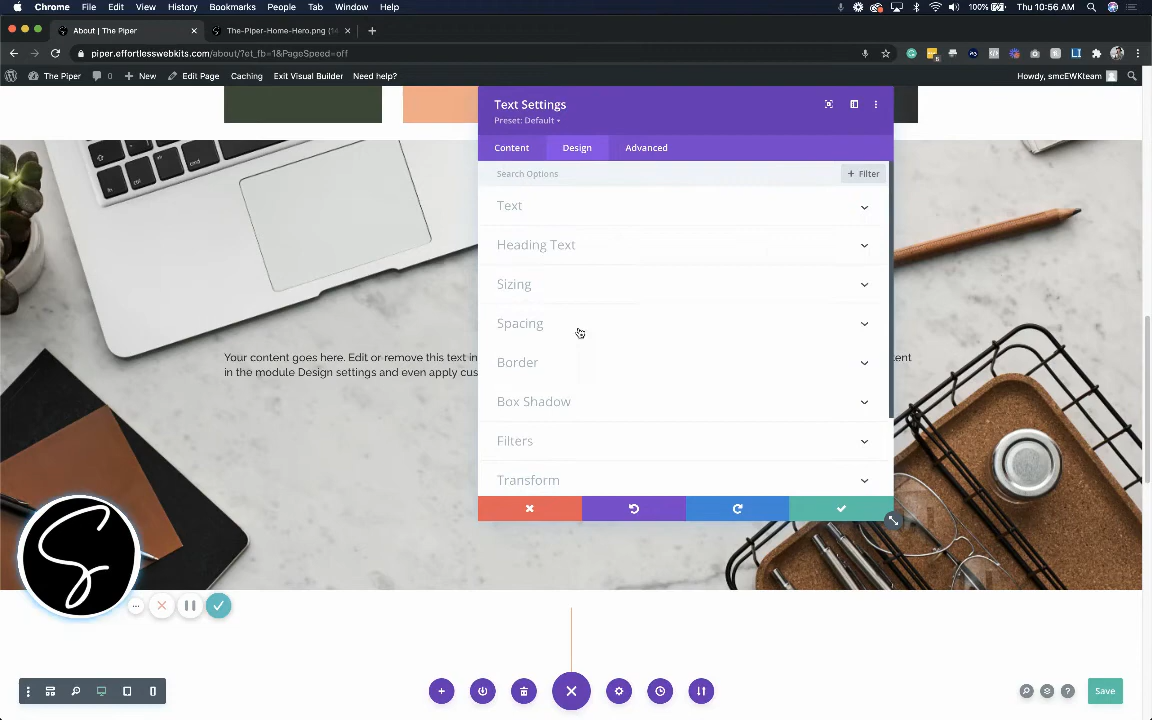 Chrome File Edit View History Bookmarks People Tab Window Help 100% Thu 10:56 AM
About | The Piper The-Piper-Home-Hero.png (14
piper.effortlesswebkits.com/about/?et_fb=1&PageSpeed=off
The Piper 0 New Edit Page Caching Exit Visual Builder Need help? Howdy, smcEWKteam
Text Settings
Preset: Default
Content Design Advanced
Search Options + Filter
Text
Heading Text
Sizing
Spacing
Border
Box Shadow
Filters
Transform
Your content goes here. Edit or remove this text in
ent
in the module Design settings and even apply cus
S
Save